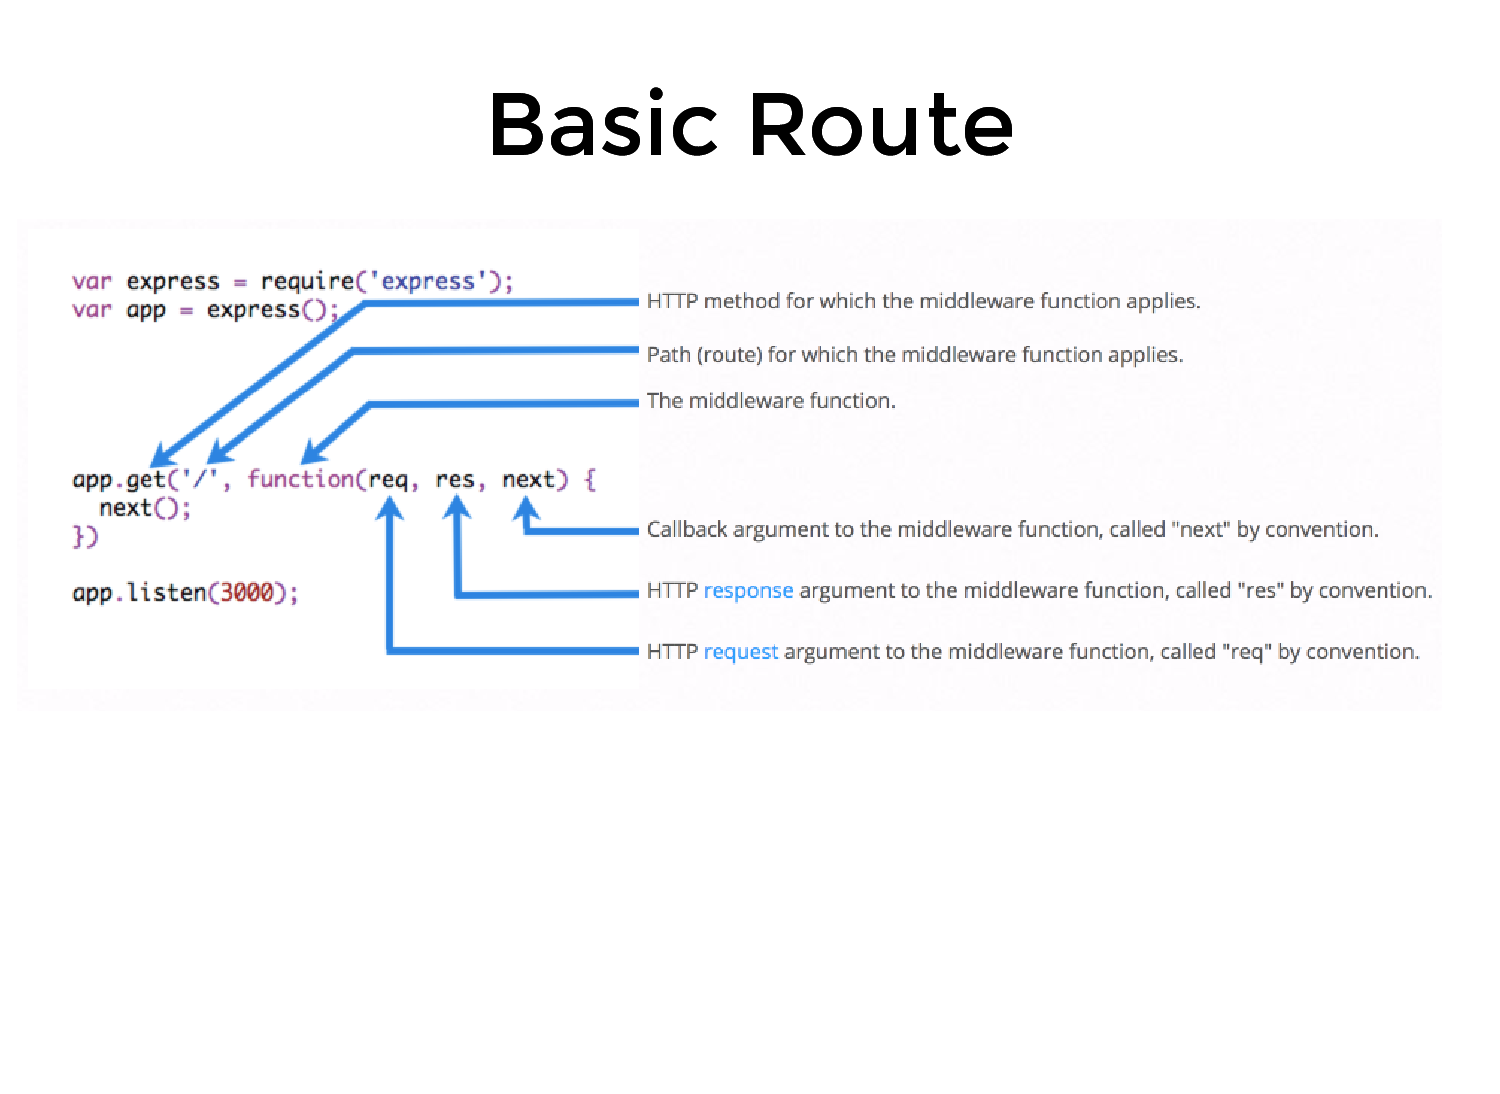 Basic Route
var express = require('express');
var app = express();
HTTP method for which the middleware function applies.
Path (route) for which the middleware function applies.
The middleware function.
app.get('/', function(req, res, next) {
  next();
})
Callback argument to the middleware function, called "next" by convention.
app.listen(3000);
HTTP response argument to the middleware function, called "res" by convention.
HTTP request argument to the middleware function, called "req" by convention.